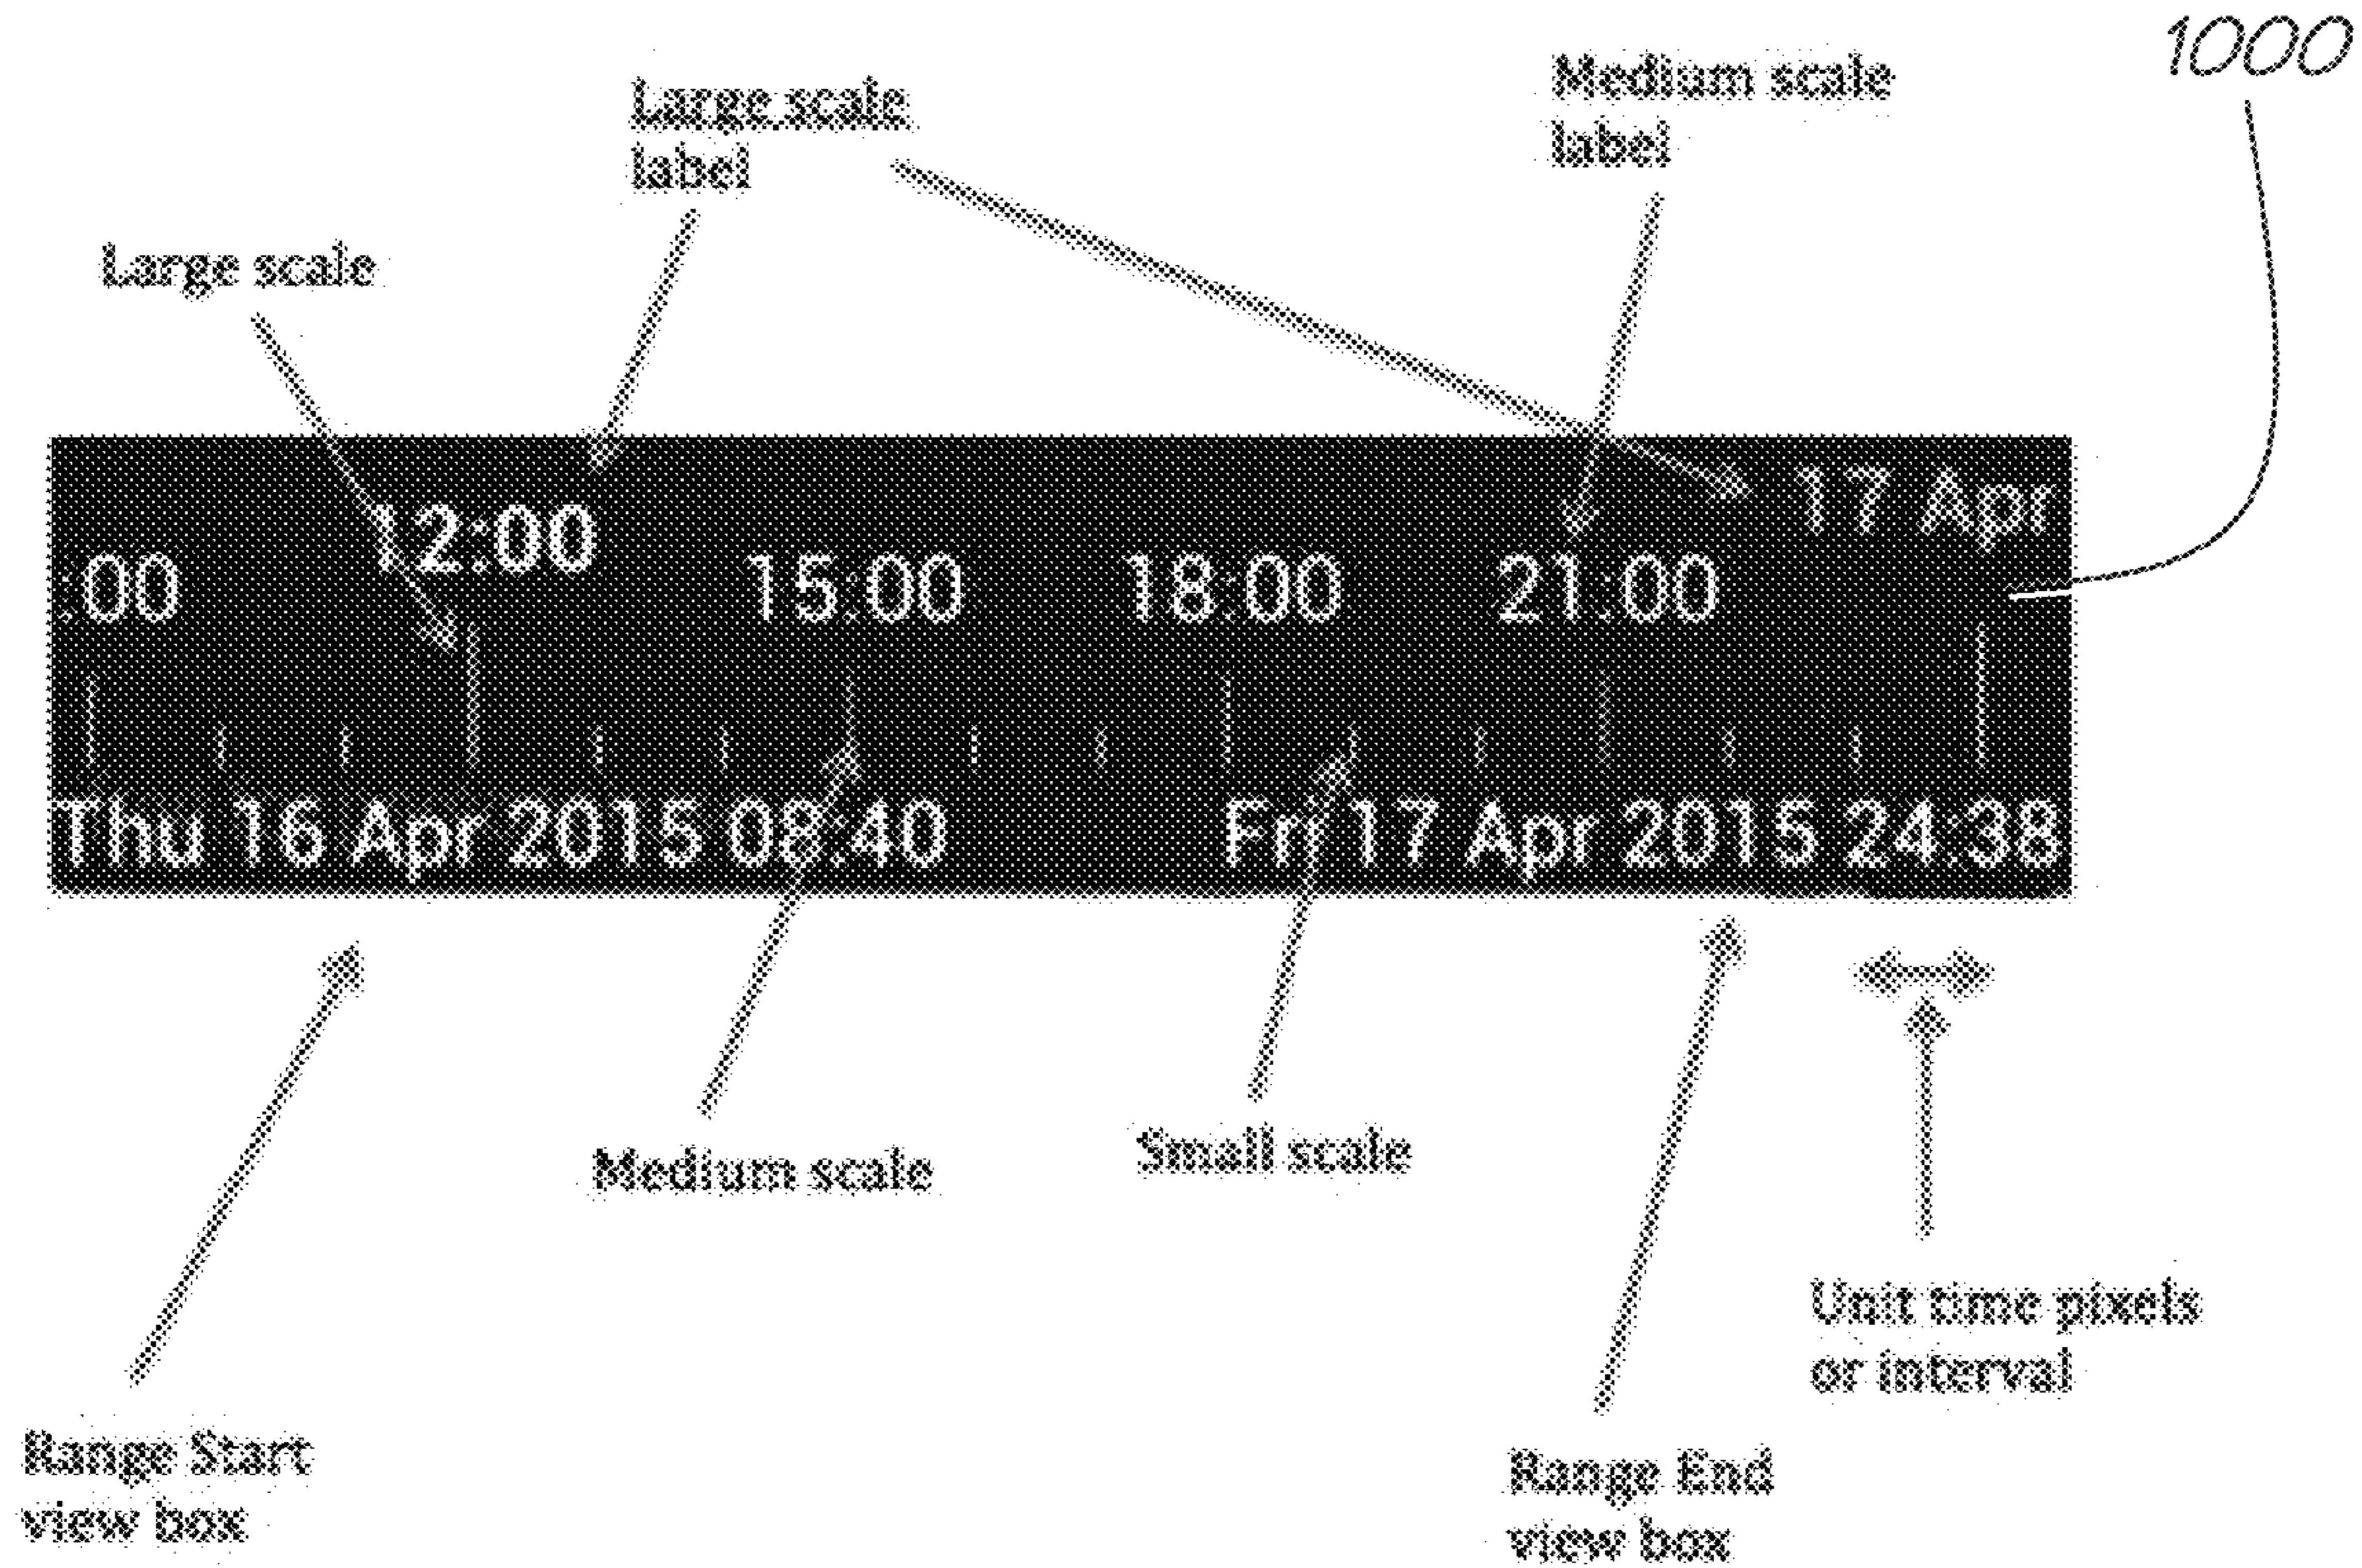 1000
Large scale
label
Medium scale
label
Large scale
12:00
17 Apr
:00
15:00
18:00
21:00
Thu 16 Apr 2015 08:40
Fri 17 Apr 2015 24:38
Medium scale
Small scale
Unit time pixels
or interval
Range Start
view box
Range End
view box